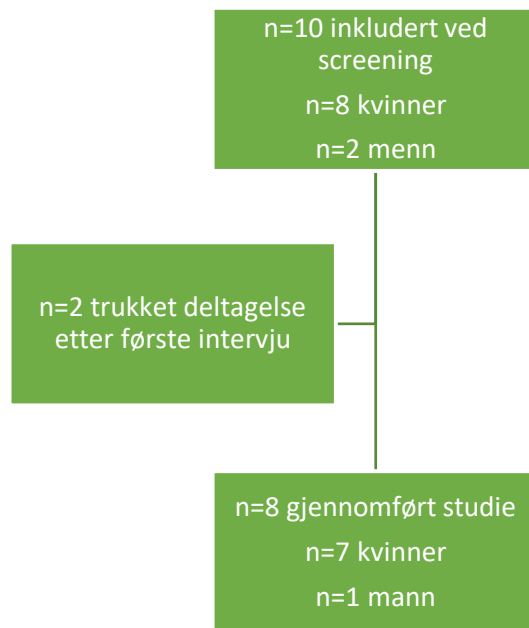 n=10 inkludert ved
screening
n=8 kvinner
n=2 menn
n=2 trukket deltagelse
etter første intervju
n=8 gjennomført studie
n=7 kvinner
n=1 mann